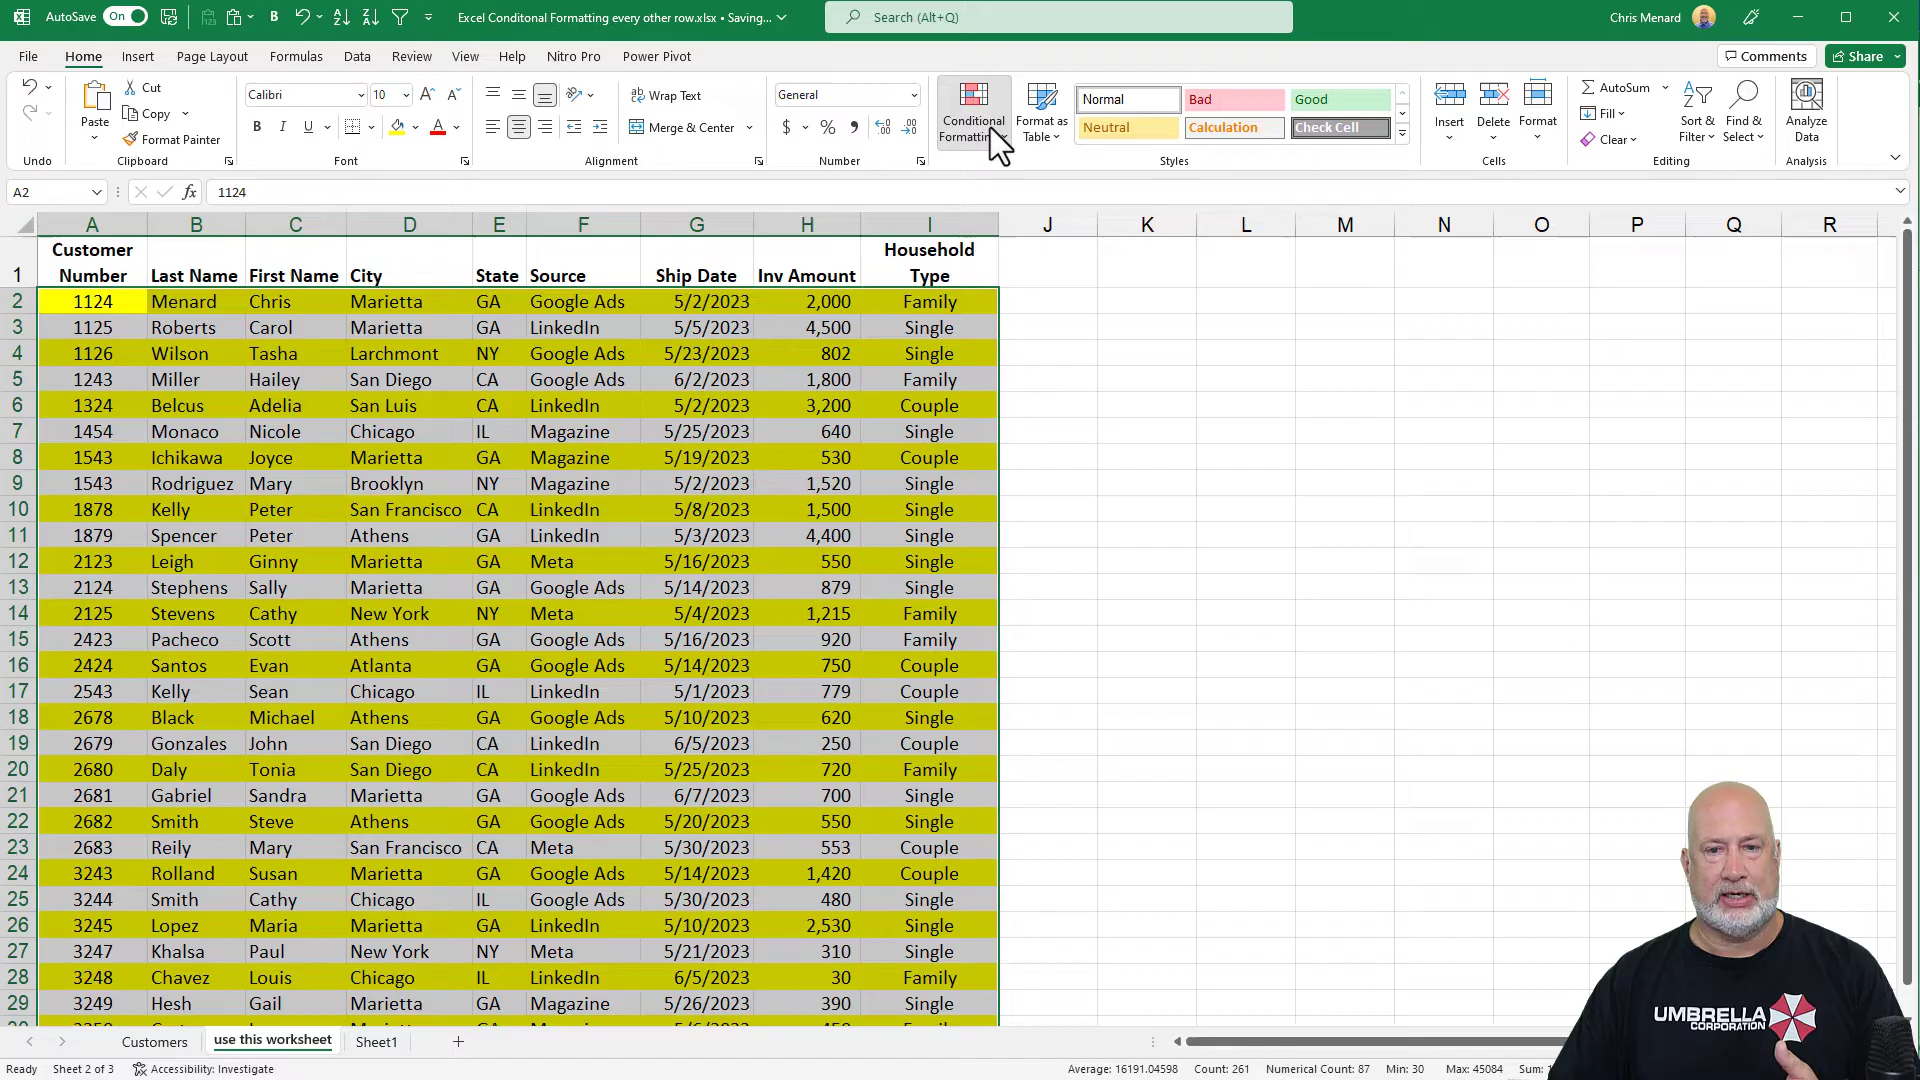 AutoSave On Excel Conditonal Formatting every other row.xlsx • Saving... Search (Alt+Q) Chris Menard
File Home Insert Page Layout Formulas Data Review View Help Nitro Pro Power Pivot Comments Share
Cut Calibri 10 Wrap Text General Normal Bad Good AutoSum
Paste Copy B I U Merge & Center $ % Conditional Formatting Format as Table Neutral Calculation Check Cell Insert Delete Format Fill Sort & Filter Find & Select Analyze Data
Format Painter Clear
Undo Clipboard Font Alignment Number Styles Cells Editing Analysis
A2 fx 1124
A B C D E F G H I J K L M N O P Q R
1 Customer Number Last Name First Name City State Source Ship Date Inv Amount Household Type
2 1124 Menard Chris Marietta GA Google Ads 5/2/2023 2,000 Family
3 1125 Roberts Carol Marietta GA LinkedIn 5/5/2023 4,500 Single
4 1126 Wilson Tasha Larchmont NY Google Ads 5/23/2023 802 Single
5 1243 Miller Hailey San Diego CA Google Ads 6/2/2023 1,800 Family
6 1324 Belcus Adelia San Luis CA LinkedIn 5/2/2023 3,200 Couple
7 1454 Monaco Nicole Chicago IL Magazine 5/25/2023 640 Single
8 1543 Ichikawa Joyce Marietta GA Magazine 5/19/2023 530 Couple
9 1543 Rodriguez Mary Brooklyn NY Magazine 5/2/2023 1,520 Single
10 1878 Kelly Peter San Francisco CA LinkedIn 5/8/2023 1,500 Single
11 1879 Spencer Peter Athens GA LinkedIn 5/3/2023 4,400 Single
12 2123 Leigh Ginny Marietta GA Meta 5/16/2023 550 Single
13 2124 Stephens Sally Marietta GA Google Ads 5/14/2023 879 Single
14 2125 Stevens Cathy New York NY Meta 5/4/2023 1,215 Family
15 2423 Pacheco Scott Athens GA Google Ads 5/16/2023 920 Family
16 2424 Santos Evan Atlanta GA Google Ads 5/14/2023 750 Couple
17 2543 Kelly Sean Chicago IL LinkedIn 5/1/2023 779 Couple
18 2678 Black Michael Athens GA Google Ads 5/10/2023 620 Single
19 2679 Gonzales John San Diego CA LinkedIn 6/5/2023 250 Couple
20 2680 Daly Tonia San Diego CA LinkedIn 5/25/2023 720 Family
21 2681 Gabriel Sandra Marietta GA Google Ads 6/7/2023 700 Single
22 2682 Smith Steve Athens GA Google Ads 5/20/2023 550 Single
23 2683 Reily Mary San Francisco CA Meta 5/30/2023 553 Couple
24 3243 Rolland Susan Marietta GA Google Ads 5/14/2023 1,420 Couple
25 3244 Smith Cathy Chicago IL Google Ads 5/30/2023 480 Single
26 3245 Lopez Maria Marietta GA LinkedIn 5/10/2023 2,530 Single
27 3247 Khalsa Paul New York NY Meta 5/21/2023 310 Single
28 3248 Chavez Louis Chicago IL LinkedIn 6/5/2023 30 Family
29 3249 Hesh Gail Marietta GA Magazine 5/26/2023 390 Single
UMBRELLA
CORPORATION
Customers use this worksheet Sheet1
Ready Sheet 2 of 3 Accessibility: Investigate Average: 16191.04598 Count: 261 Numerical Count: 87 Min: 30 Max: 45084 Sum: